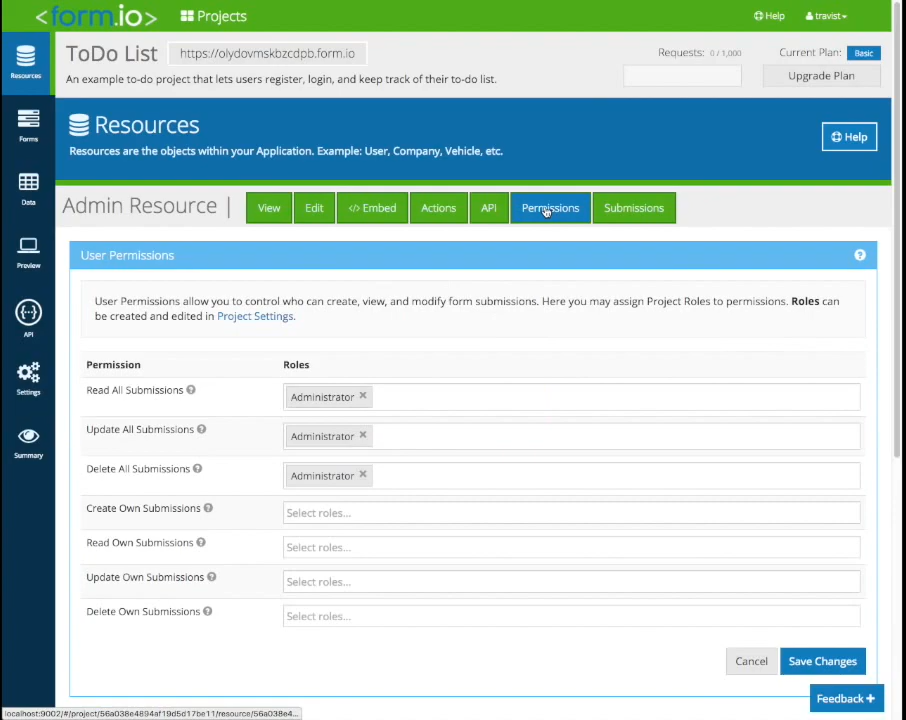 <form.io>
Projects
Help
travist
Resources
ToDo List
https://olydovmskbzcdpb.form.io
Requests: 0 / 1,000
Current Plan: Basic
An example to-do project that lets users register, login, and keep track of their to-do list.
Upgrade Plan
Forms
Data
Preview
API
Settings
Summary
Resources
Resources are the objects within your Application. Example: User, Company, Vehicle, etc.
Help
Admin Resource |
View
Edit
</> Embed
Actions
API
Permissions
Submissions
User Permissions
User Permissions allow you to control who can create, view, and modify form submissions. Here you may assign Project Roles to permissions. Roles can
be created and edited in Project Settings.
Permission Roles
Read All Submissions Administrator ×
Update All Submissions Administrator ×
Delete All Submissions Administrator ×
Create Own Submissions Select roles...
Read Own Submissions Select roles...
Update Own Submissions Select roles...
Delete Own Submissions Select roles...
Cancel
Save Changes
Feedback +
localhost:9002/#/project/56a038e4894af19d5d17be11/resource/56a038e4...